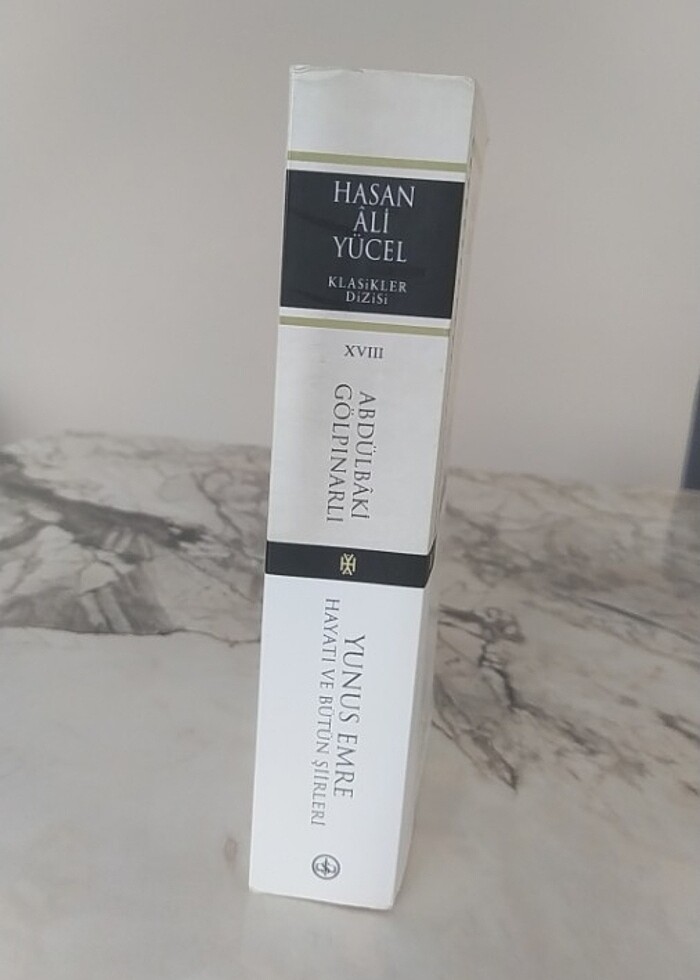 HASAN
ÂLİ
YÜCEL
KLASİKLER
DİZİSİ
XVIII
ABDÜLBÂKİ
GÖLPINARLI
YUNUS EMRE
HAYATI VE BÜTÜN ŞİİRLERİ